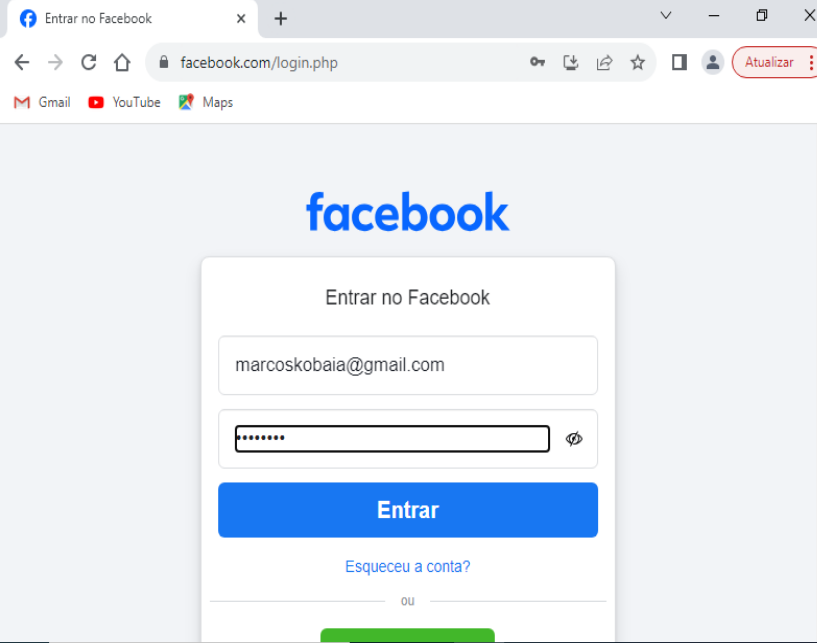 Entrar no Facebook
facebook.com/login.php
Atualizar
Gmail YouTube Maps
facebook
Entrar no Facebook
marcoskobaia@gmail.com
••••••••
Entrar
Esqueceu a conta?
ou